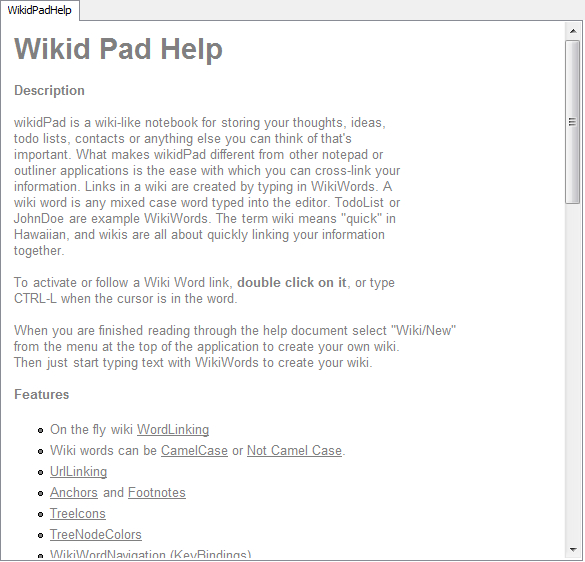 WikidPadHelp
Wikid Pad Help
Description
wikidPad is a wiki-like notebook for storing your thoughts, ideas,
todo lists, contacts or anything else you can think of that's
important. What makes wikidPad different from other notepad or
outliner applications is the ease with which you can cross-link your
information. Links in a wiki are created by typing in WikiWords. A
wiki word is any mixed case word typed into the editor. TodoList or
JohnDoe are example WikiWords. The term wiki means "quick" in
Hawaiian, and wikis are all about quickly linking your information
together.
To activate or follow a Wiki Word link, double click on it, or type
CTRL-L when the cursor is in the word.
When you are finished reading through the help document select "Wiki/New"
from the menu at the top of the application to create your own wiki.
Then just start typing text with WikiWords to create your wiki.
Features
On the fly wiki WordLinking
Wiki words can be CamelCase or Not Camel Case.
UrlLinking
Anchors and Footnotes
TreeIcons
TreeNodeColors
WikiWordNavigation (KeyBindings)